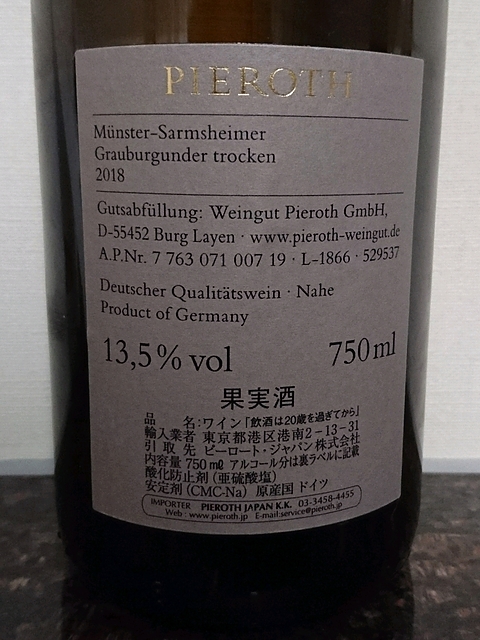 PIEROTH
Münster-Sarmsheimer
Grauburgunder trocken
2018
Gutsabfüllung: Weingut Pieroth GmbH,
D-55452 Burg Layen · www.pieroth-weingut.de
A.P.Nr. 7 763 071 007 19 · L-1866 · 529537
Deutscher Qualitätswein · Nahe
Product of Germany
13,5% vol 750ml
果実酒
品 名:ワイン「飲酒は20歳を過ぎてから」
輸入業者 東京都港区港南2-13-31
引取先 ピーロート・ジャパン株式会社
内容量 750mℓ アルコール分は裏ラベルに記載
酸化防止剤(亜硫酸塩)
安定剤(CMC-Na) 原産国 ドイツ
IMPORTER PIEROTH JAPAN K.K. 03-3458-4455
Web : www.pieroth.jp E-mail:service@pieroth.jp